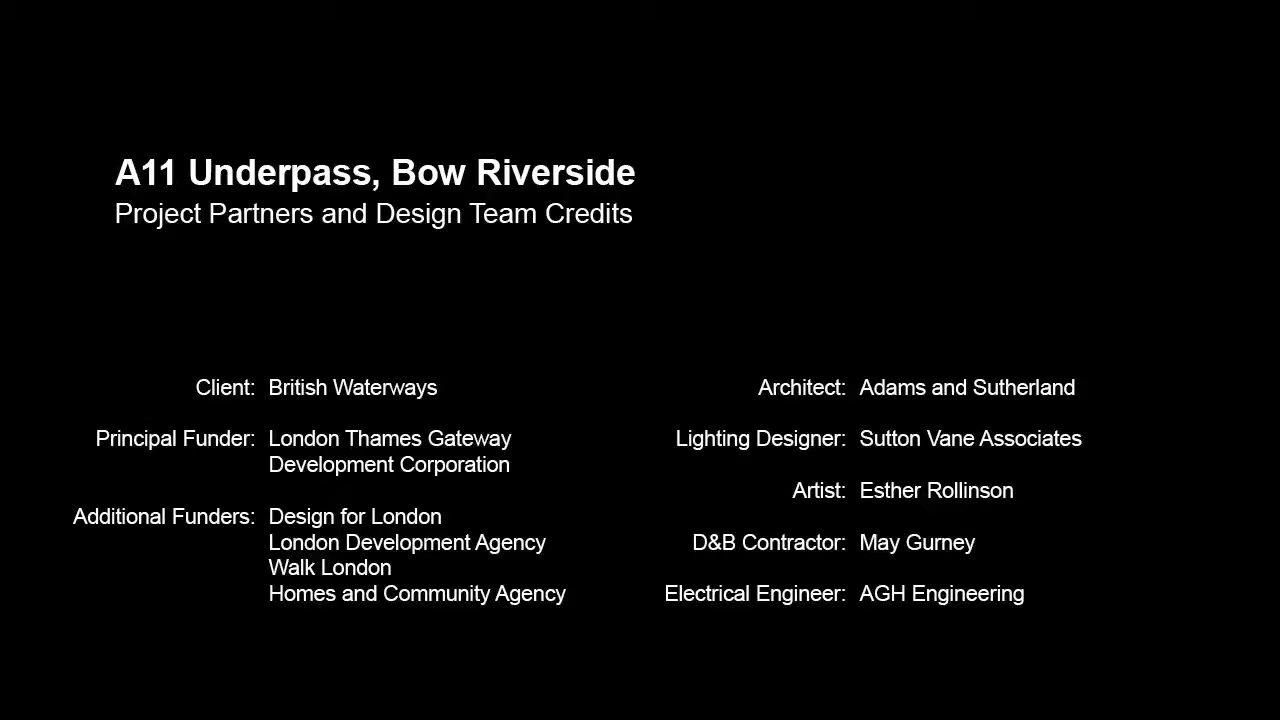 A11 Underpass, Bow Riverside
Project Partners and Design Team Credits
Client: British Waterways
Principal Funder: London Thames Gateway
Development Corporation
Additional Funders: Design for London
London Development Agency
Walk London
Homes and Community Agency
Architect: Adams and Sutherland
Lighting Designer: Sutton Vane Associates
Artist: Esther Rollinson
D&B Contractor: May Gurney
Electrical Engineer: AGH Engineering